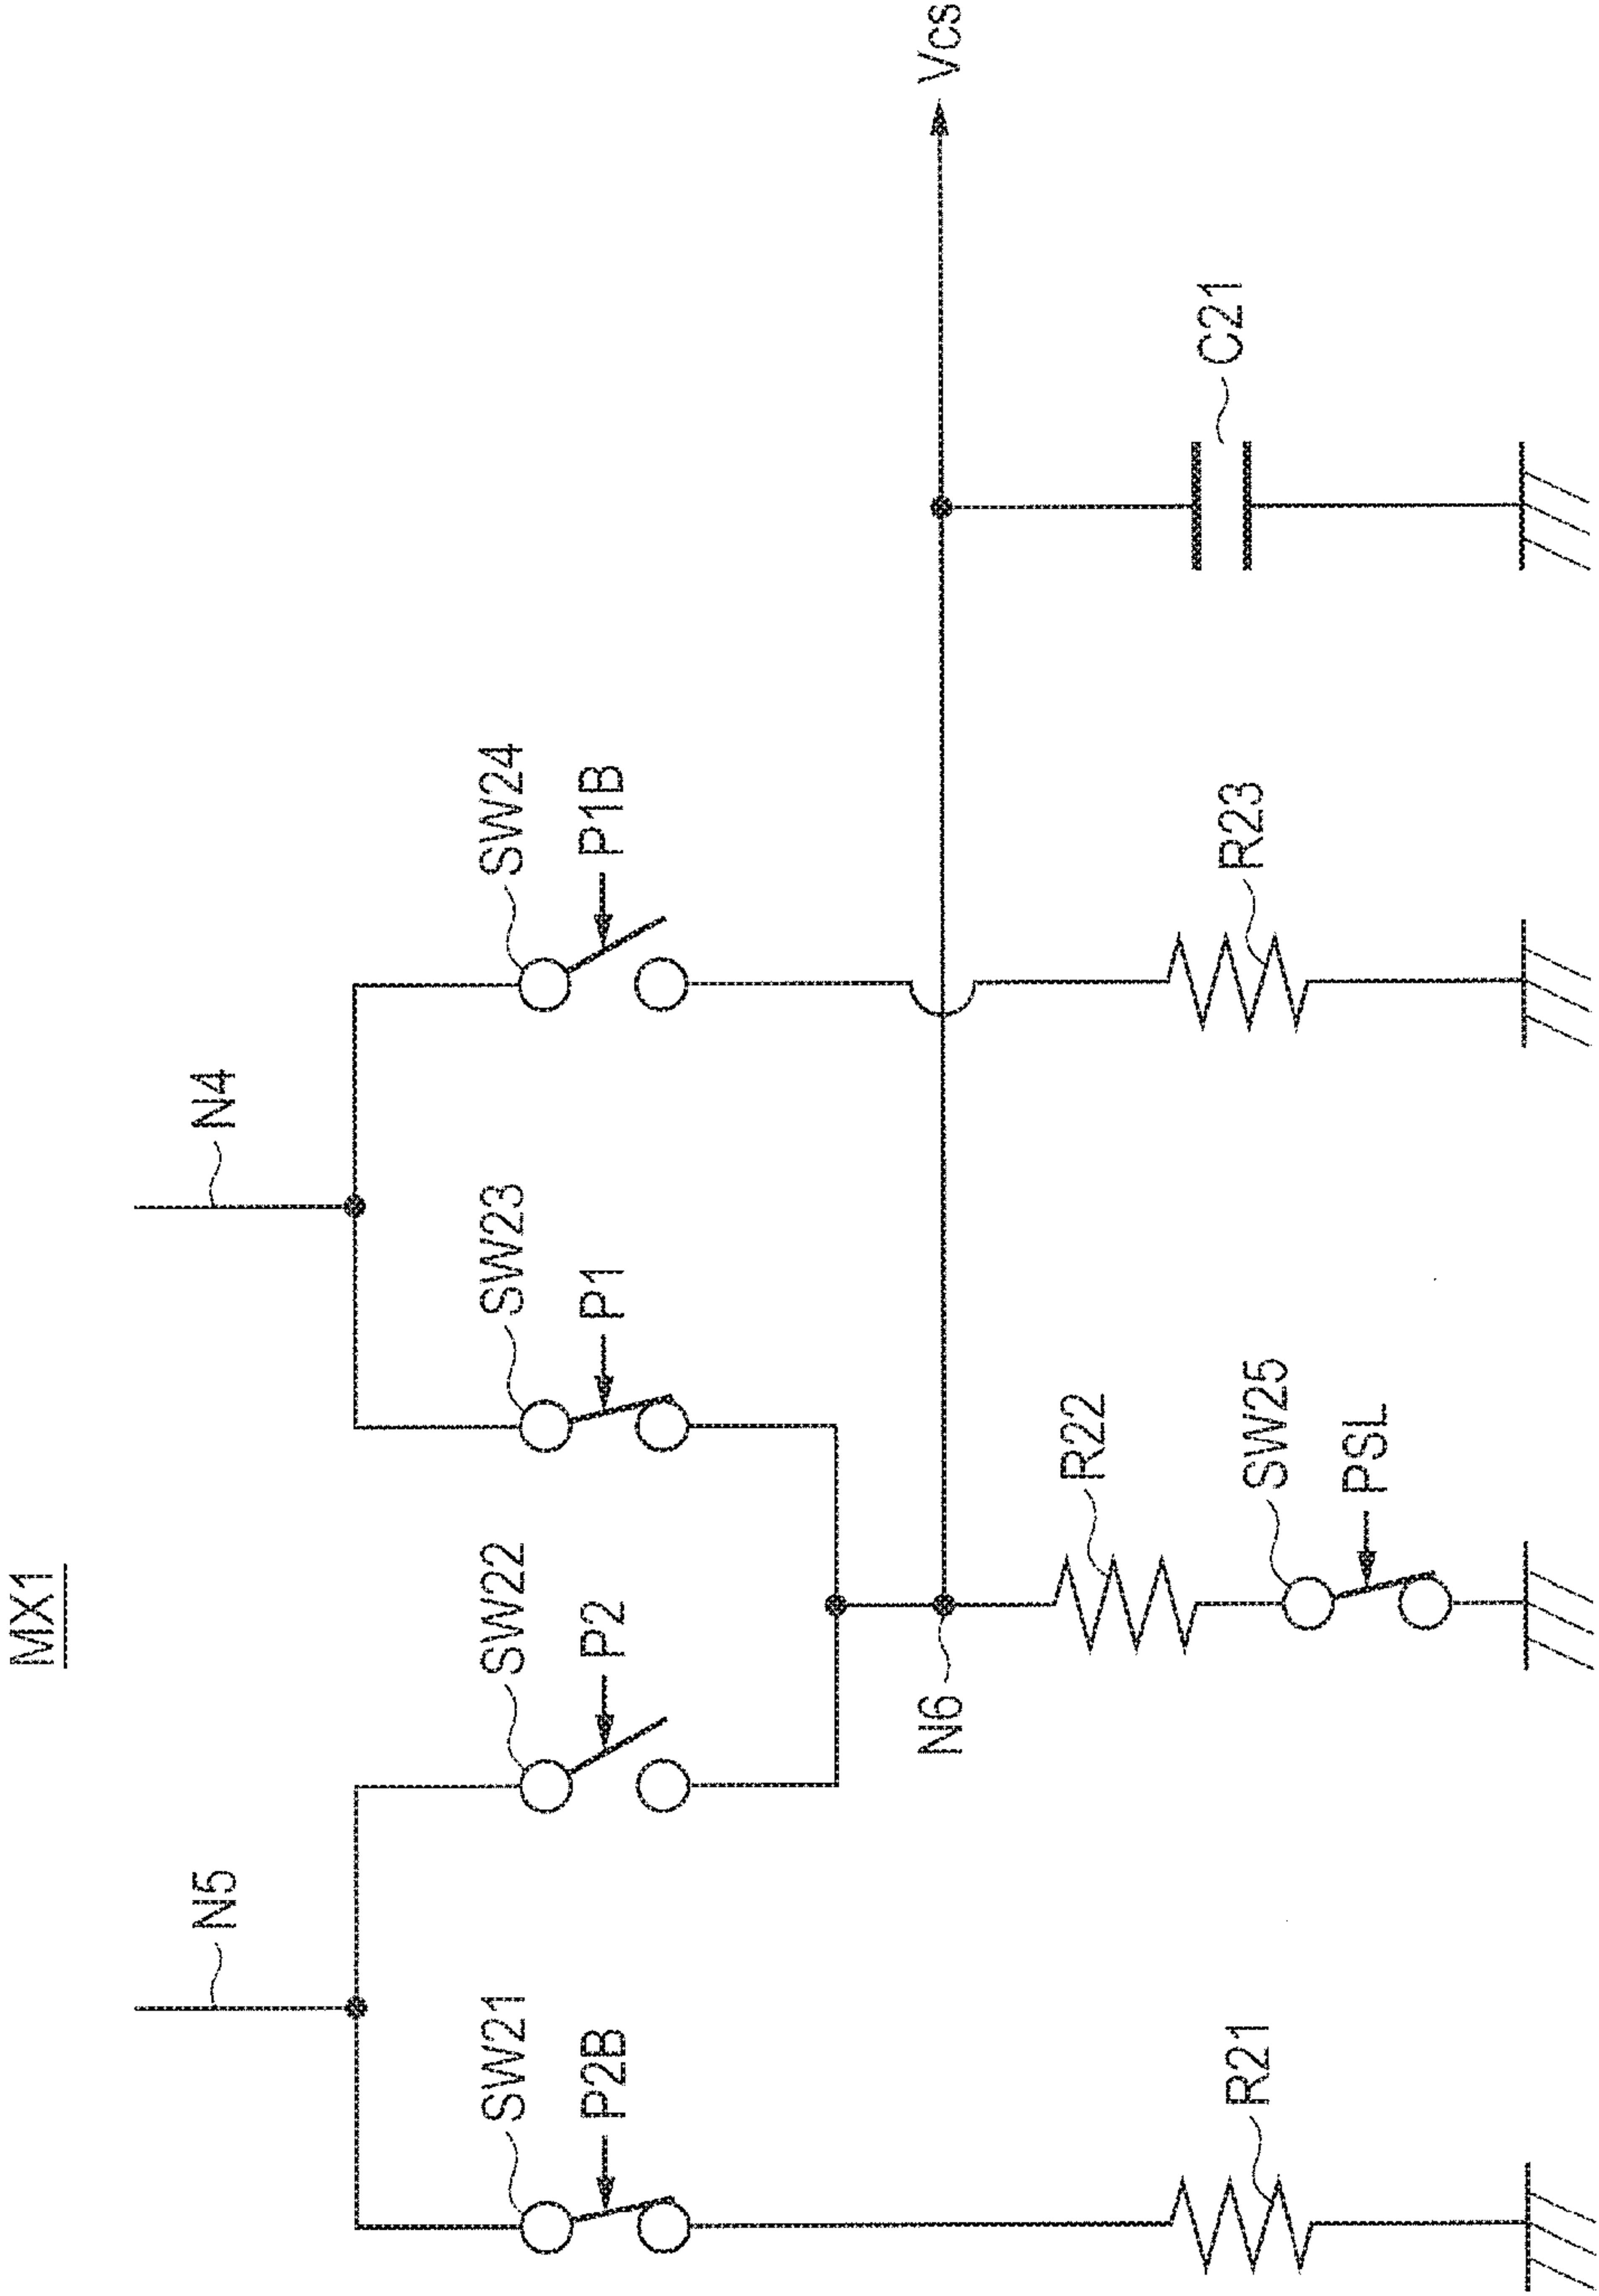 MX1
N5
N4
SW21
P2B
SW22
P2
SW23
P1
SW24
P1B
N6
Vcs
R21
R22
SW25
PSL
R23
C21